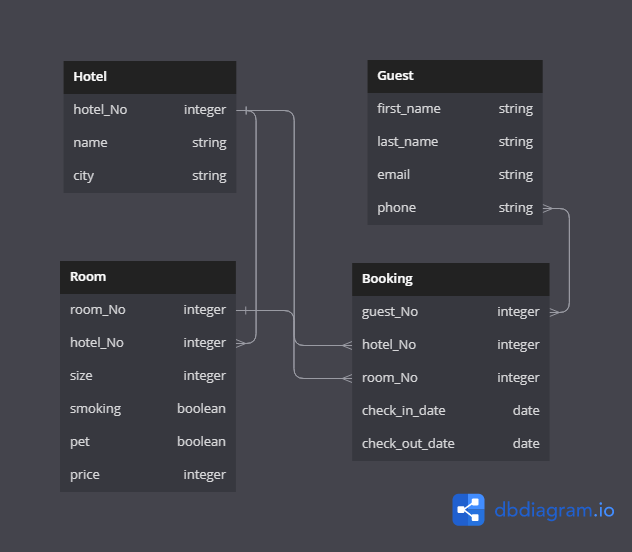 Hotel
hotel_No integer
name string
city string
Guest
first_name string
last_name string
email string
phone string
Room
room_No integer
hotel_No integer
size integer
smoking boolean
pet boolean
price integer
Booking
guest_No integer
hotel_No integer
room_No integer
check_in_date date
check_out_date date
dbdiagram.io